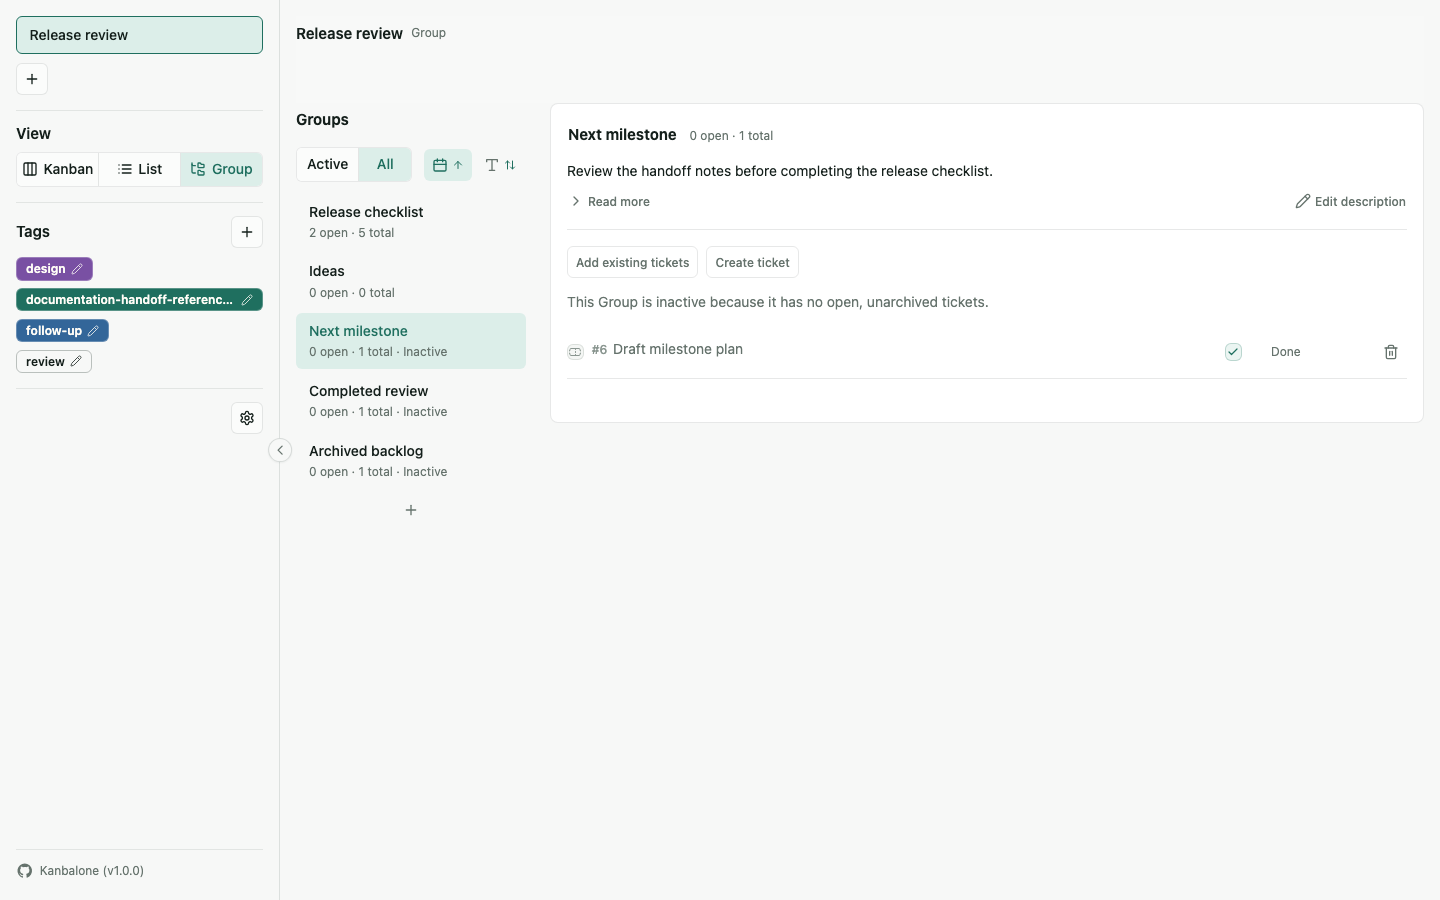 Release review
View
Kanban
List
Group
Tags
design
documentation-handoff-referenc...
follow-up
review
Kanbalone (v1.0.0)
Release review Group
Groups
Active
All
Release checklist
2 open · 5 total
Ideas
0 open · 0 total
Next milestone
0 open · 1 total · Inactive
Completed review
0 open · 1 total · Inactive
Archived backlog
0 open · 1 total · Inactive
Next milestone 0 open · 1 total
Review the handoff notes before completing the release checklist.
Read more
Edit description
Add existing tickets
Create ticket
This Group is inactive because it has no open, unarchived tickets.
#6 Draft milestone plan
Done